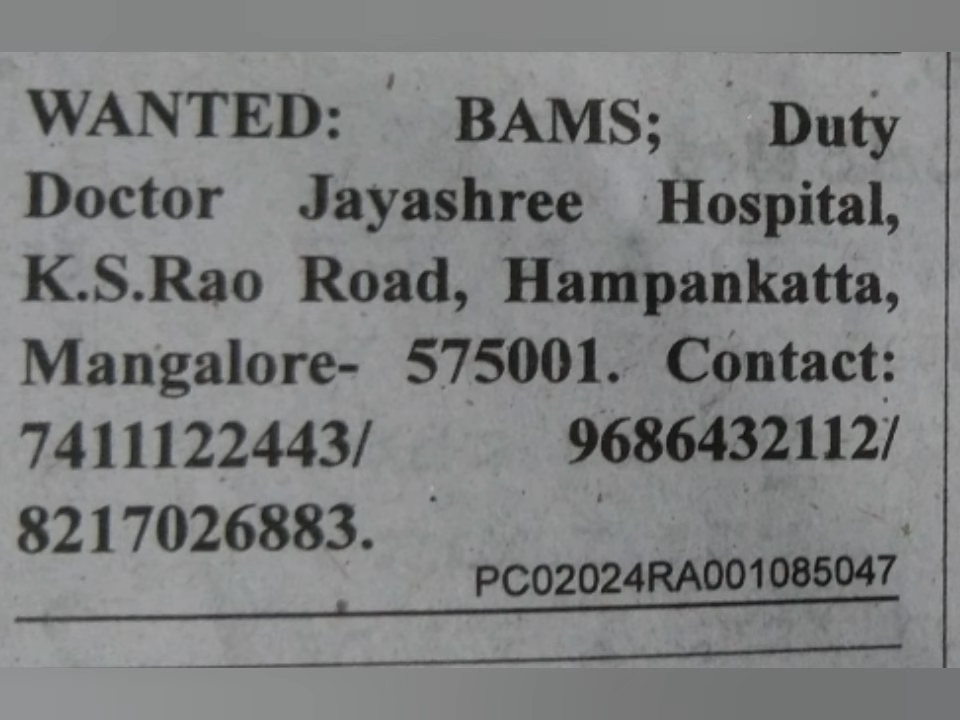 WANTED: BAMS; Duty
Doctor Jayashree Hospital,
K.S.Rao Road, Hampankatta,
Mangalore- 575001. Contact:
7411122443/ 9686432112/
8217026883.
PC02024RA001085047